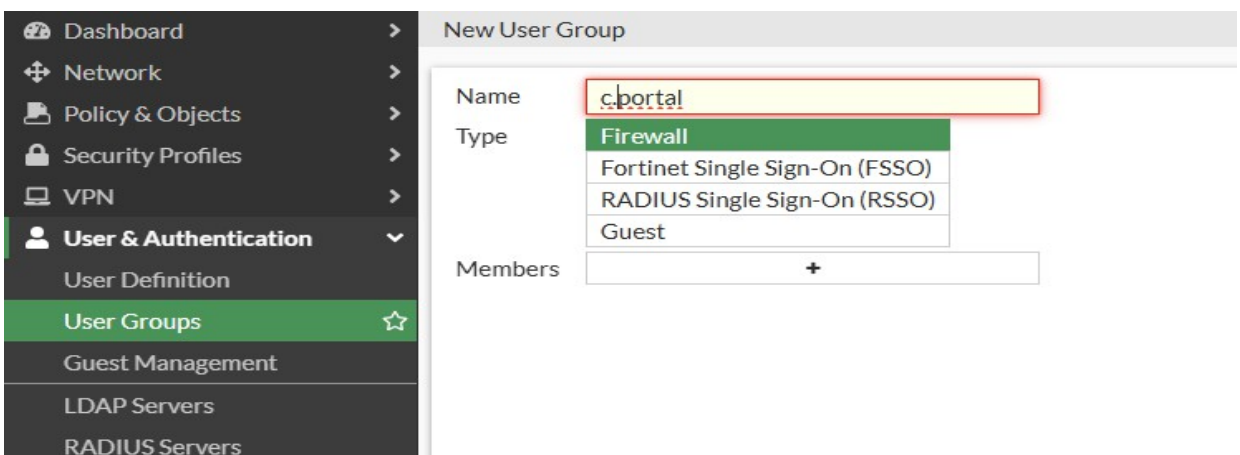 Dashboard
Network
Policy & Objects
Security Profiles
VPN
User & Authentication
User Definition
User Groups
Guest Management
LDAP Servers
RADIUS Servers
New User Group
Name c.portal
Type Firewall
Fortinet Single Sign-On (FSSO)
RADIUS Single Sign-On (RSSO)
Guest
Members +